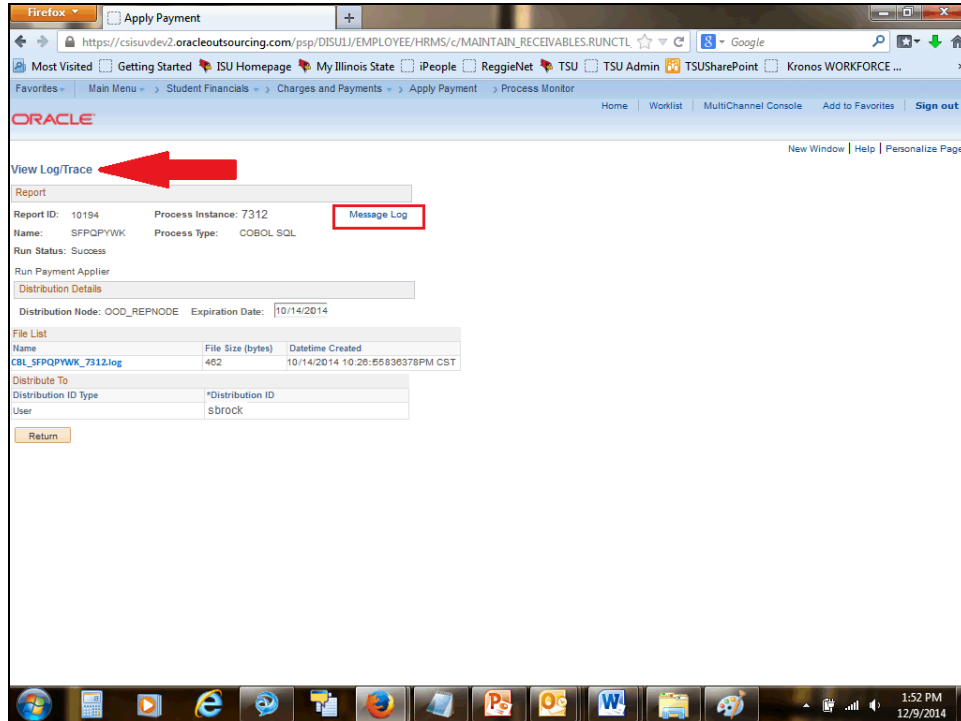 Firefox
Apply Payment
+
https://csisuvdev2.oracleoutsourcing.com/psp/DISU1J/EMPLOYEE/HRMS/c/MAINTAIN_RECEIVABLES.RUNCTL_
8 - Google
Most Visited Getting Started ISU Homepage My Illinois State iPeople ReggieNet TSU TSU Admin TSUSharePoint Kronos WORKFORCE ...
Favorites Main Menu > Student Financials > Charges and Payments > Apply Payment > Process Monitor
Home Worklist MultiChannel Console Add to Favorites Sign out
ORACLE
New Window | Help | Personalize Page
View Log/Trace
Report
Report ID: 10194 Process Instance: 7312 Message Log
Name: SFPQPYWK Process Type: COBOL SQL
Run Status: Success
Run Payment Applier
Distribution Details
Distribution Node: OOD_REPNODE Expiration Date: 10/14/2014
File List
Name File Size (bytes) Datetime Created
CBL_SFPQPYWK_7312.log 462 10/14/2014 10:26:55836378PM CST
Distribute To
Distribution ID Type *Distribution ID
User sbrock
Return
1:52 PM
12/9/2014